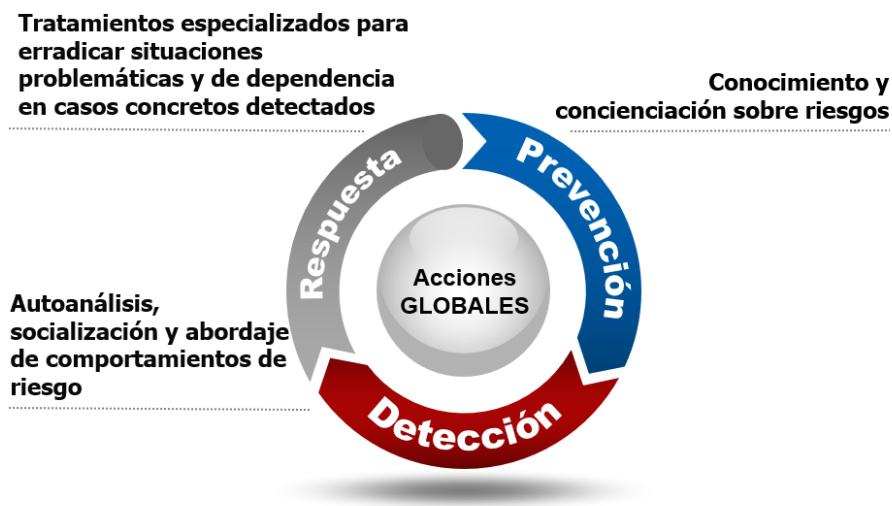 Tratamientos especializados para
erradicar situaciones
problemáticas y de dependencia
en casos concretos detectados
Conocimiento y
concienciación sobre riesgos
Respuesta
Prevención
Acciones
GLOBALES
Autoanálisis,
socialización y abordaje
de comportamientos de
riesgo
Detección